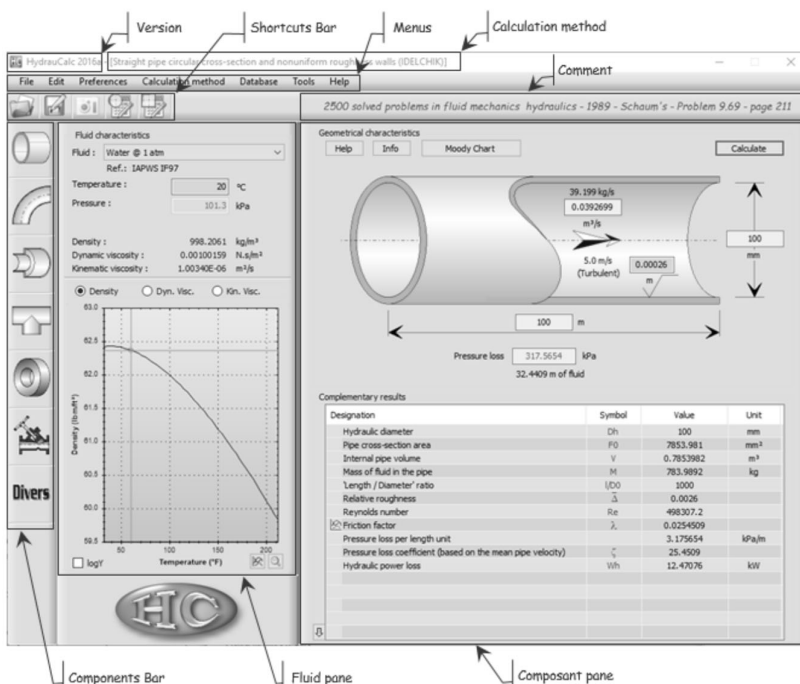 Version
Shortcuts Bar
Menus
Calculation method
HydrauCalc 2016a - [Straight pipe circular cross-section and nonuniform roughness walls (IDELCHIK)]
File Edit Preferences Calculation method Database Tools Help
Comment
2500 solved problems in fluid mechanics hydraulics - 1989 - Schaum's - Problem 9.69 - page 211
Fluid characteristics
Fluid : Water @ 1 atm
Ref.: IAPWS IF97
Temperature : 20 °C
Pressure : 101.3 kPa
Density : 998.2061 kg/m³
Dynamic viscosity : 0.00100159 N.s/m²
Kinematic viscosity : 1.00340E-06 m²/s
Density Dyn. Visc. Kin. Visc.
63.0
62.5
62.0
61.5
61.0
60.5
60.0
59.5
Density (lbm/ft³)
50 100 150 200
logY
Temperature (°F)
Divers
HC
Geometrical characteristics
Help Info Moody Chart Calculate
39.199 kg/s
0.0392699
m³/s
5.0 m/s
(Turbulent)
0.00026
m
100
mm
100 m
Pressure loss 317.5654 kPa
32.4409 m of fluid
Complementary results
Designation Symbol Value Unit
Hydraulic diameter Dh 100 mm
Pipe cross-section area F0 7853.981 mm²
Internal pipe volume V 0.7853982 m³
Mass of fluid in the pipe M 783.9892 kg
'Length / Diameter' ratio l/D0 1000
Relative roughness Δ̅ 0.0026
Reynolds number Re 498307.2
Friction factor λ 0.0254509
Pressure loss per length unit 3.175654 kPa/m
Pressure loss coefficient (based on the mean pipe velocity) ζ 25.4509
Hydraulic power loss Wh 12.47076 kW
Components Bar
Fluid pane
Composant pane